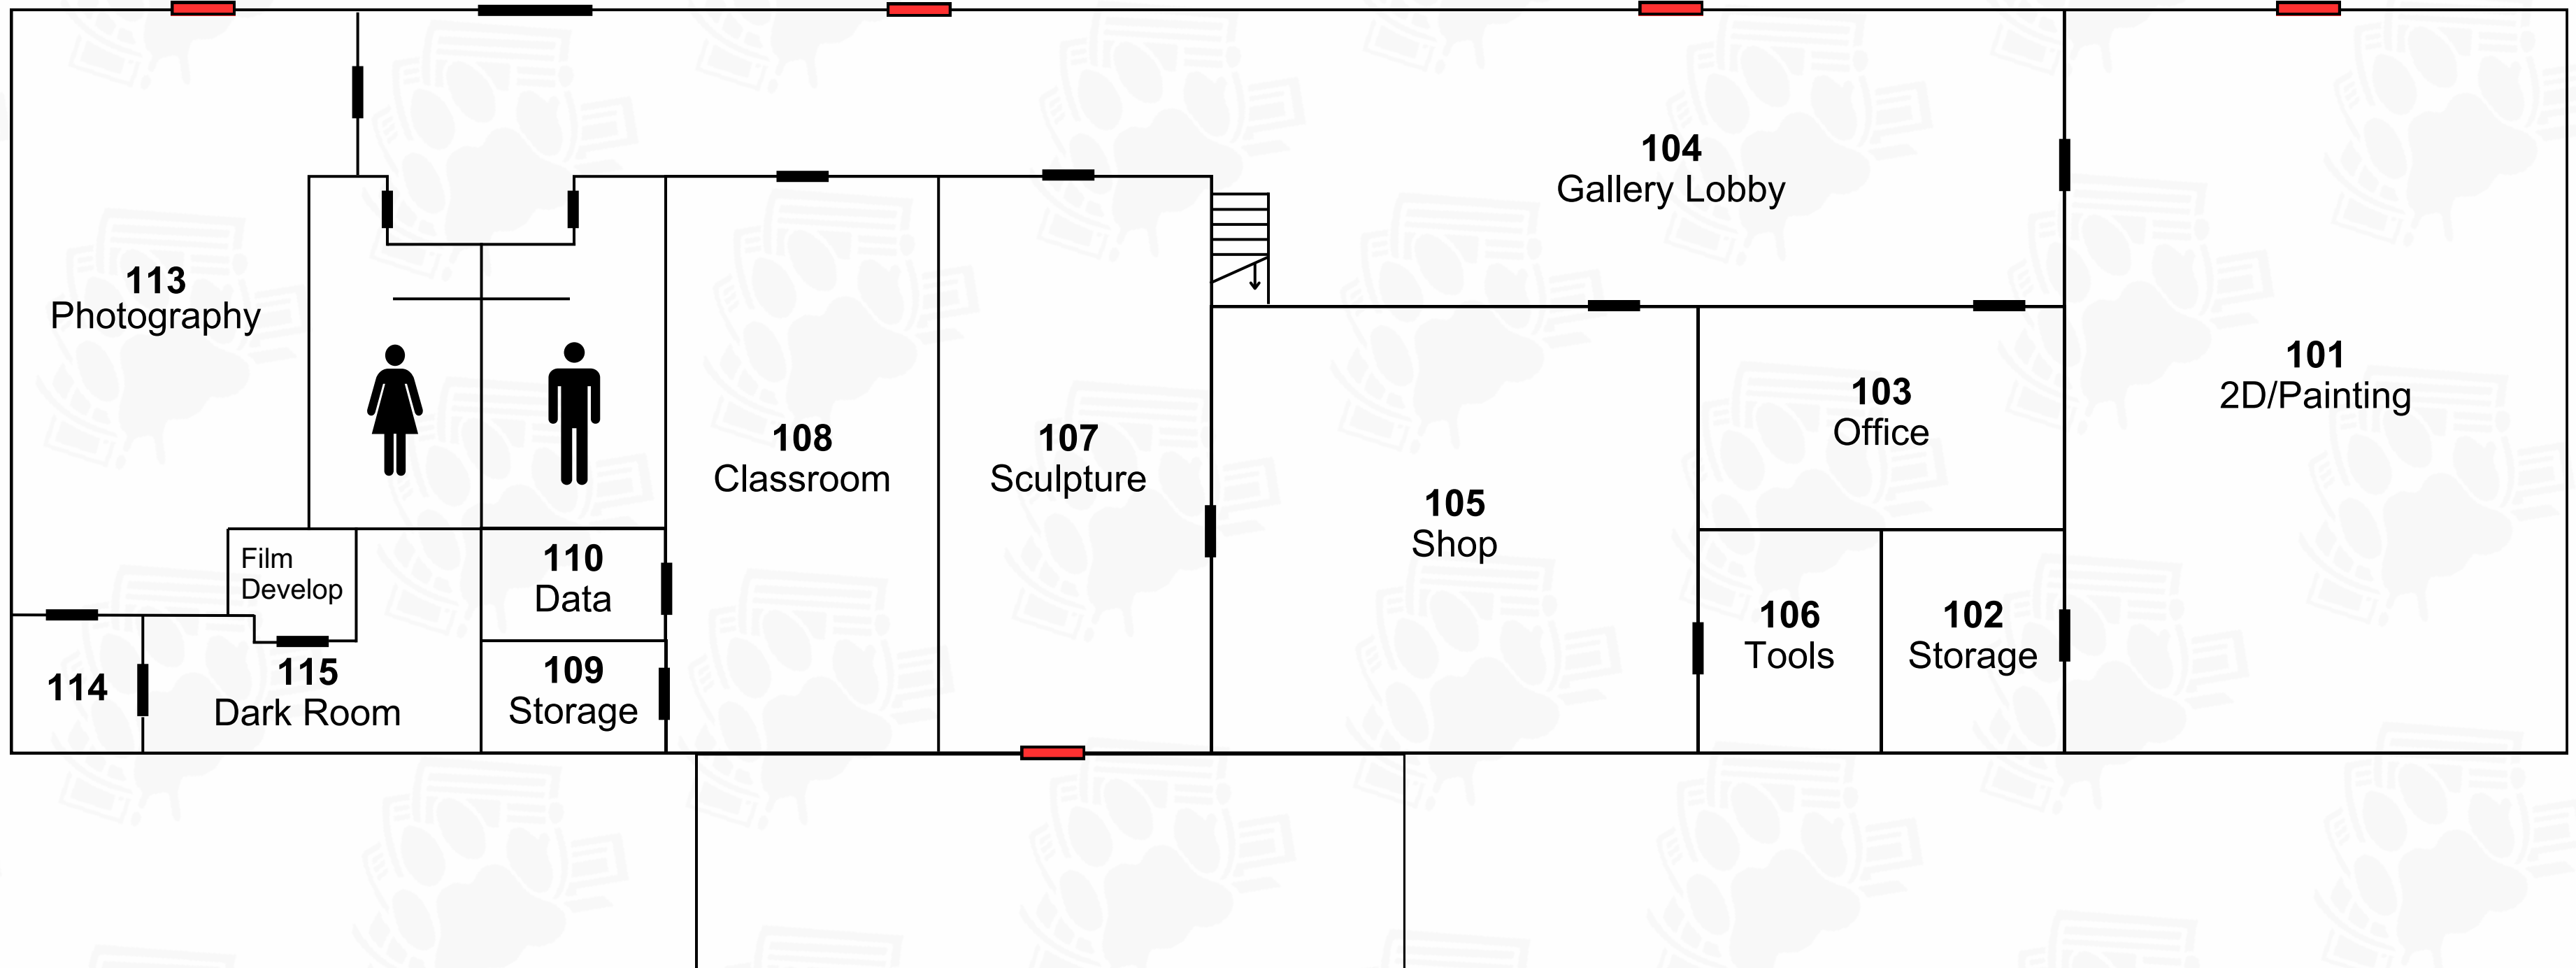 104
Gallery Lobby
113
Photography
101
2D/Painting
103
Office
108
Classroom
107
Sculpture
105
Shop
Film
Develop
110
Data
106
Tools
102
Storage
114
115
Dark Room
109
Storage